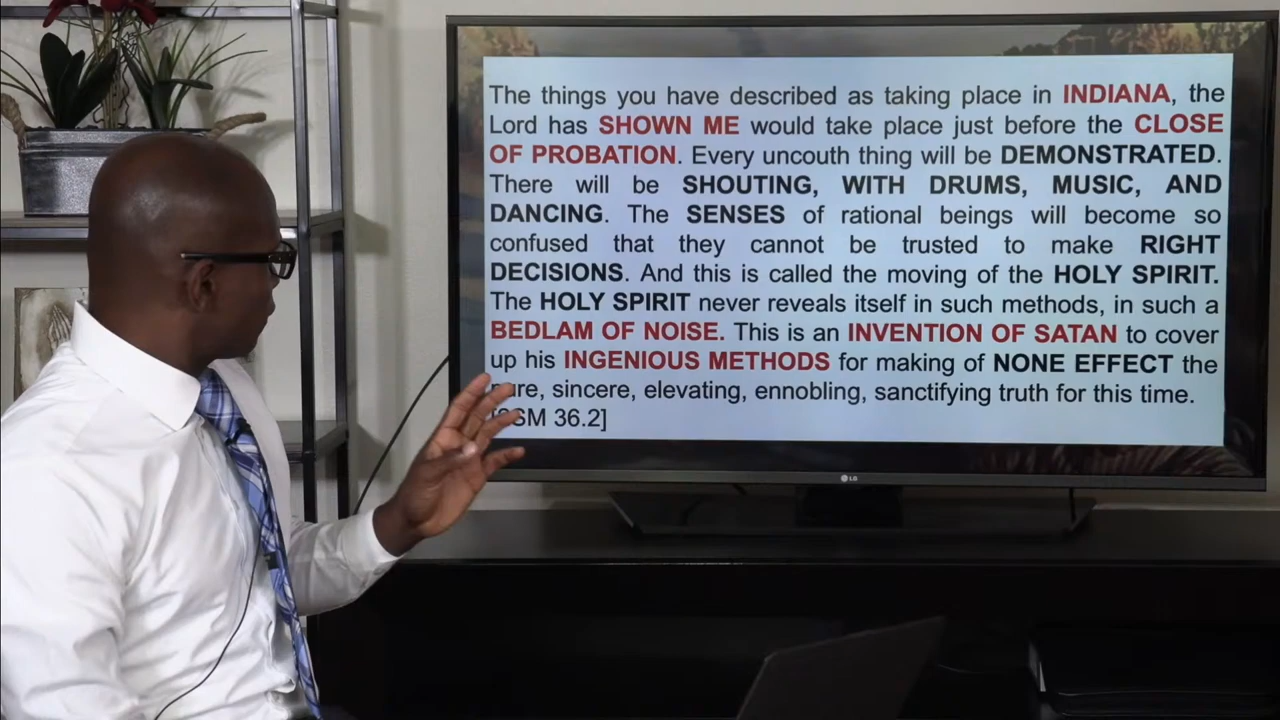 The things you have described as taking place in INDIANA, the
Lord has SHOWN ME would take place just before the CLOSE
OF PROBATION. Every uncouth thing will be DEMONSTRATED.
There will be SHOUTING, WITH DRUMS, MUSIC, AND
DANCING. The SENSES of rational beings will become so
confused that they cannot be trusted to make RIGHT
DECISIONS. And this is called the moving of the HOLY SPIRIT.
The HOLY SPIRIT never reveals itself in such methods, in such a
BEDLAM OF NOISE. This is an INVENTION OF SATAN to cover
up his INGENIOUS METHODS for making of NONE EFFECT the
pure, sincere, elevating, ennobling, sanctifying truth for this time.
36.2]
LG